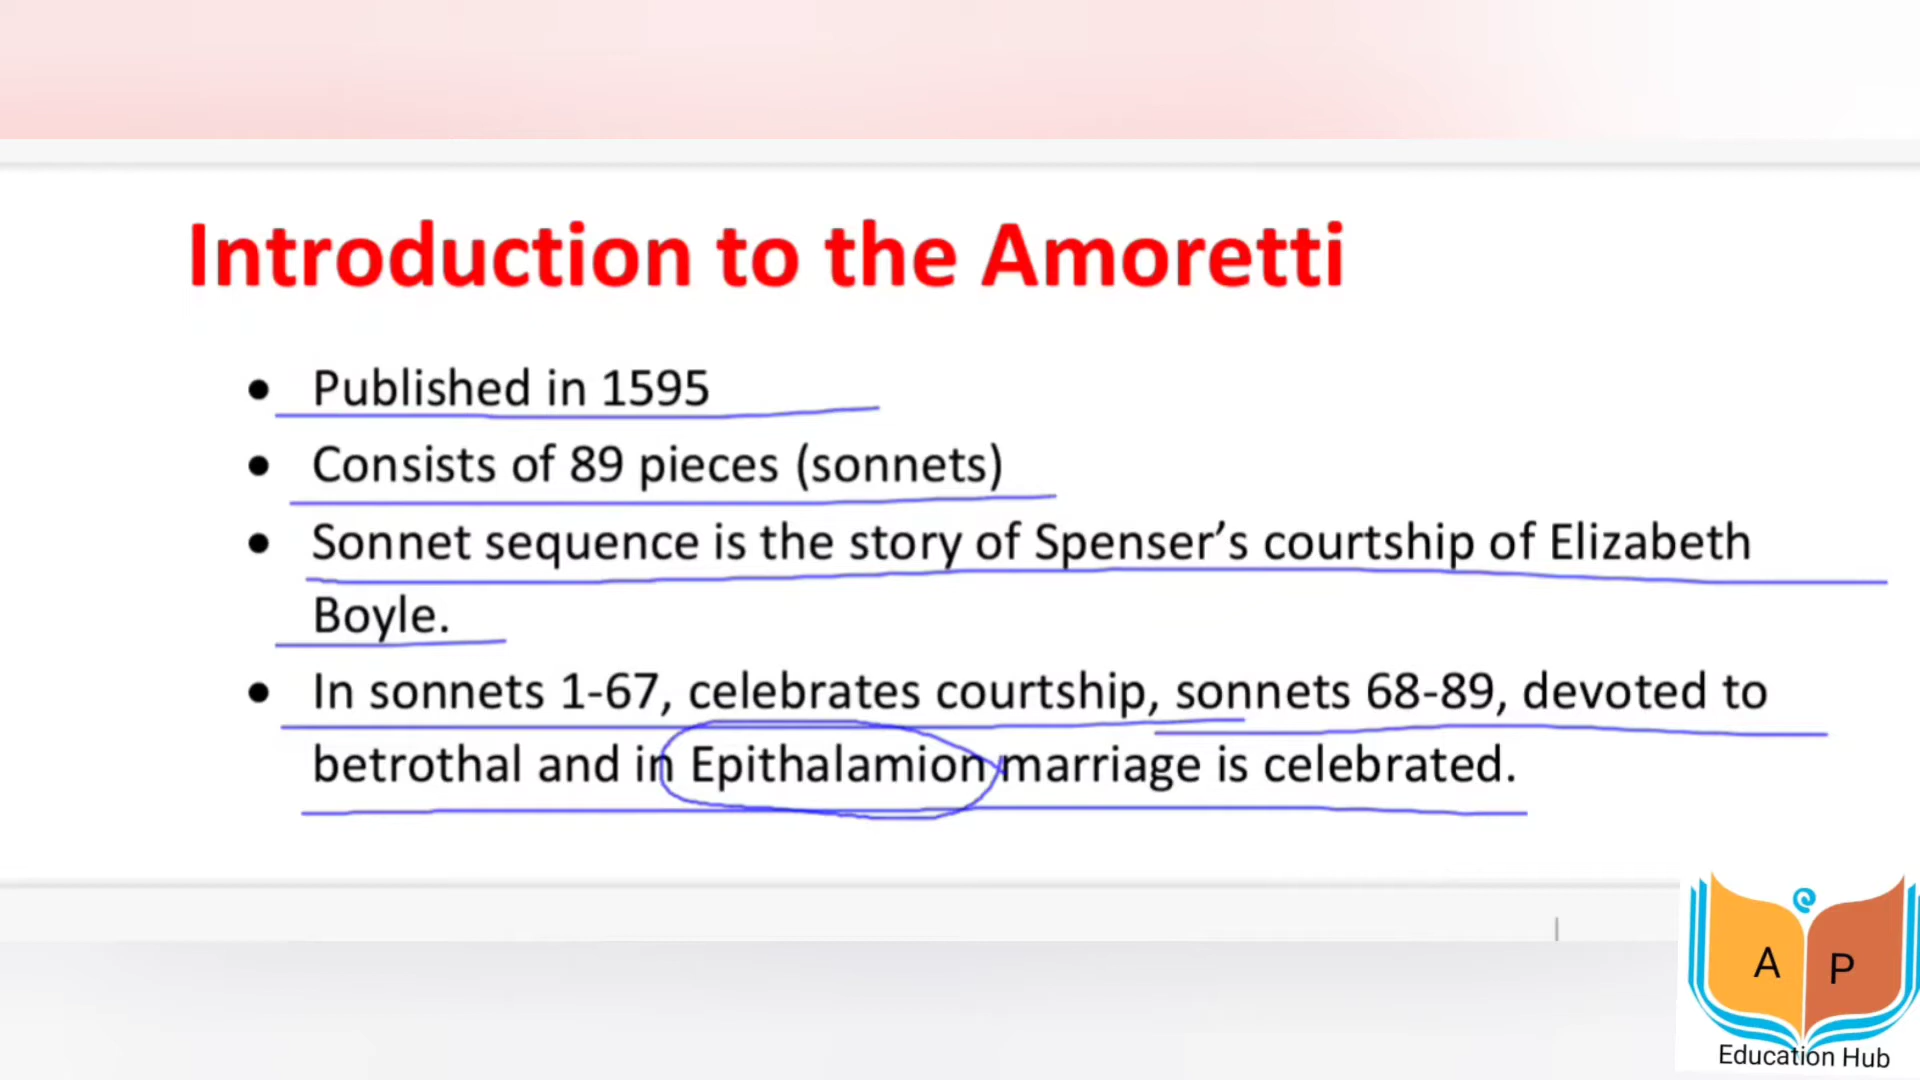 Introduction to the Amoretti
• Published in 1595
• Consists of 89 pieces (sonnets)
• Sonnet sequence is the story of Spenser’s courtship of Elizabeth
Boyle.
• In sonnets 1-67, celebrates courtship, sonnets 68-89, devoted to
betrothal and in Epithalamion marriage is celebrated.
A P
Education Hub